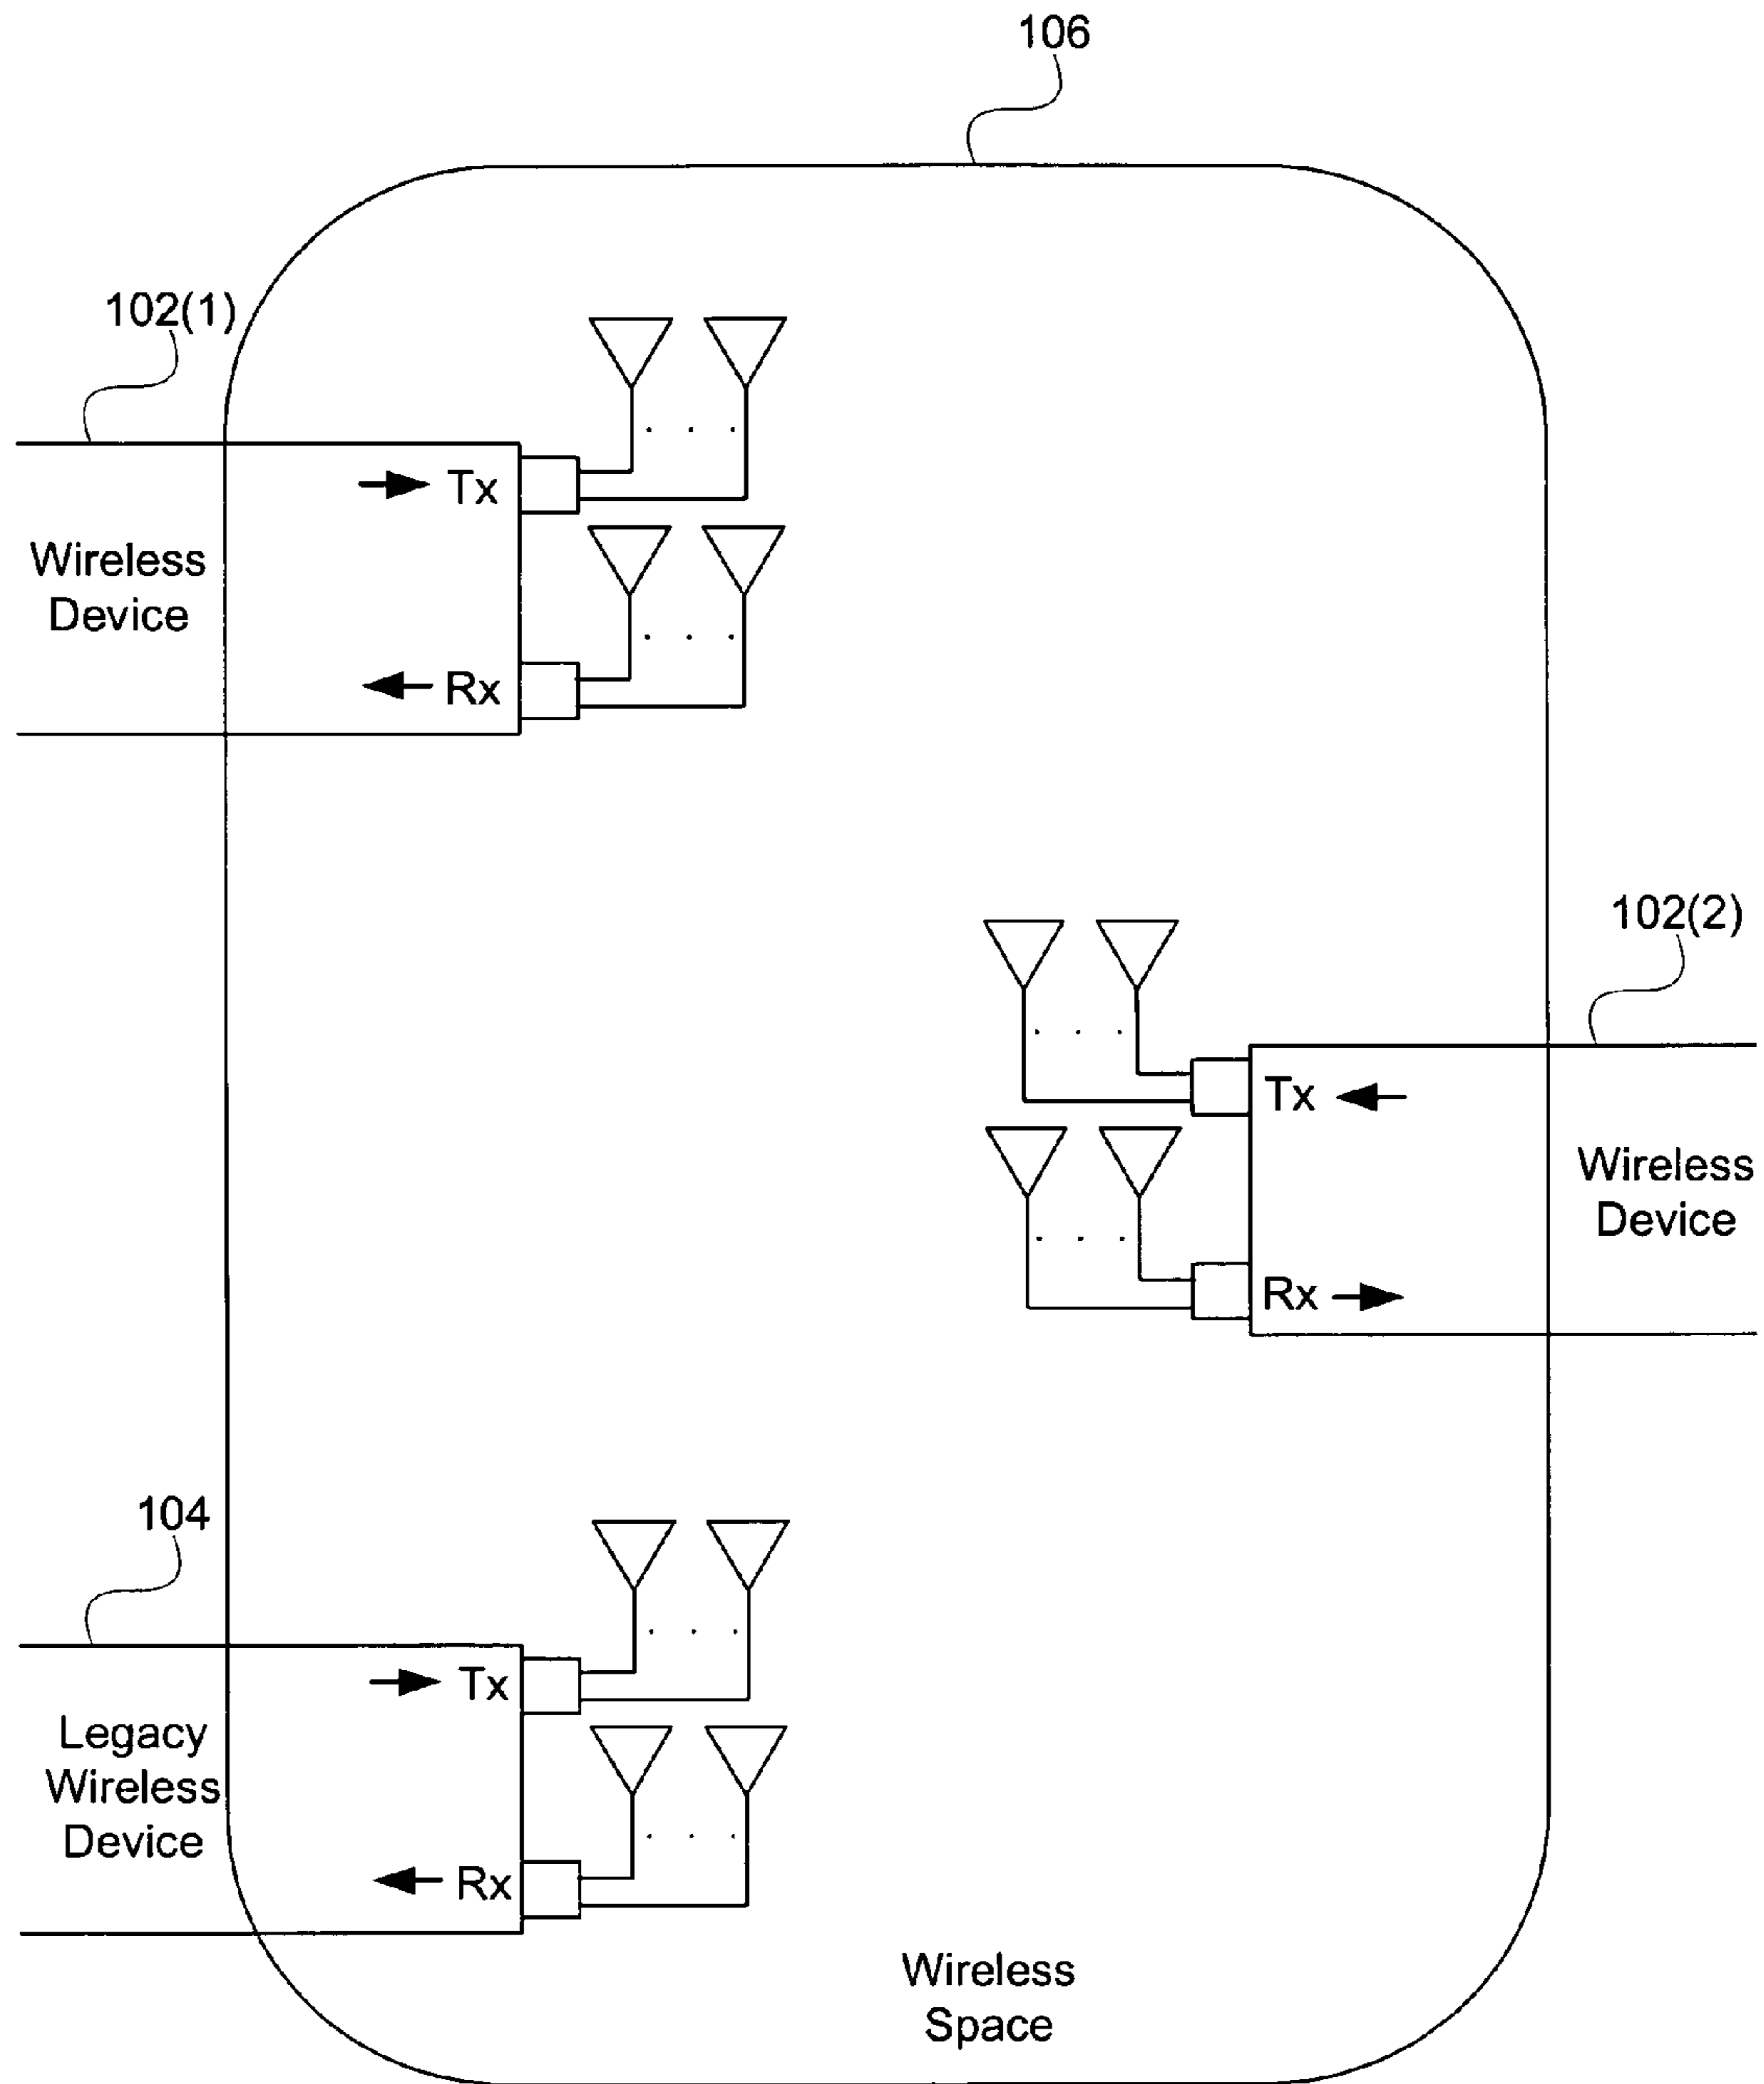 106
102(1)
Tx
Wireless
Device
Rx
102(2)
Tx
Wireless
Device
Rx
104
Tx
Legacy
Wireless
Device
Rx
Wireless
Space